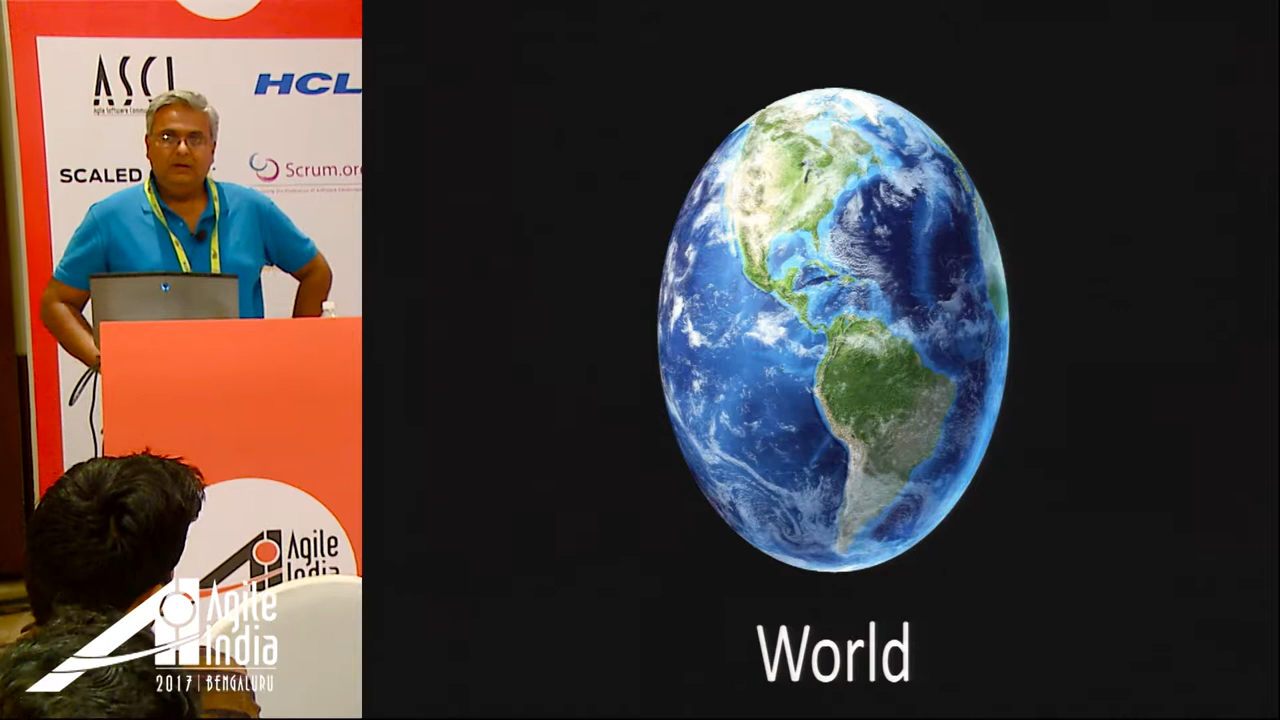 ASCI
HCL
SCALED
Scrum.org
Agile
India
Agile
India
2017 | BENGALURU
World